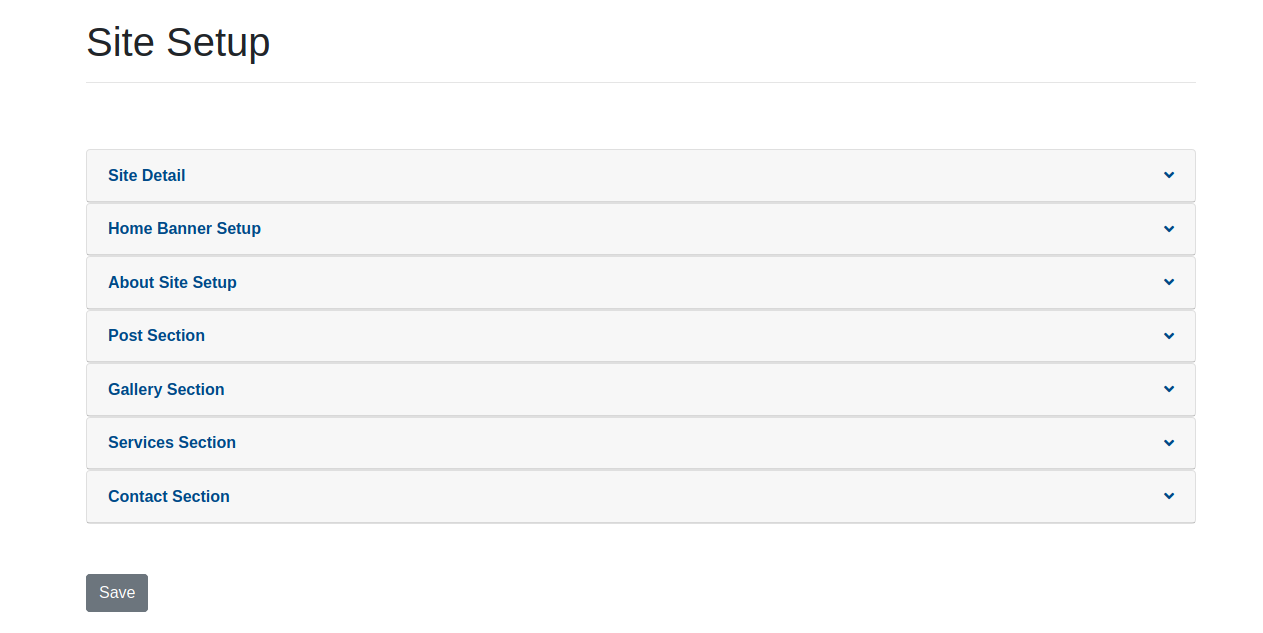 Site Setup
Site Detail
Home Banner Setup
About Site Setup
Post Section
Gallery Section
Services Section
Contact Section
Save